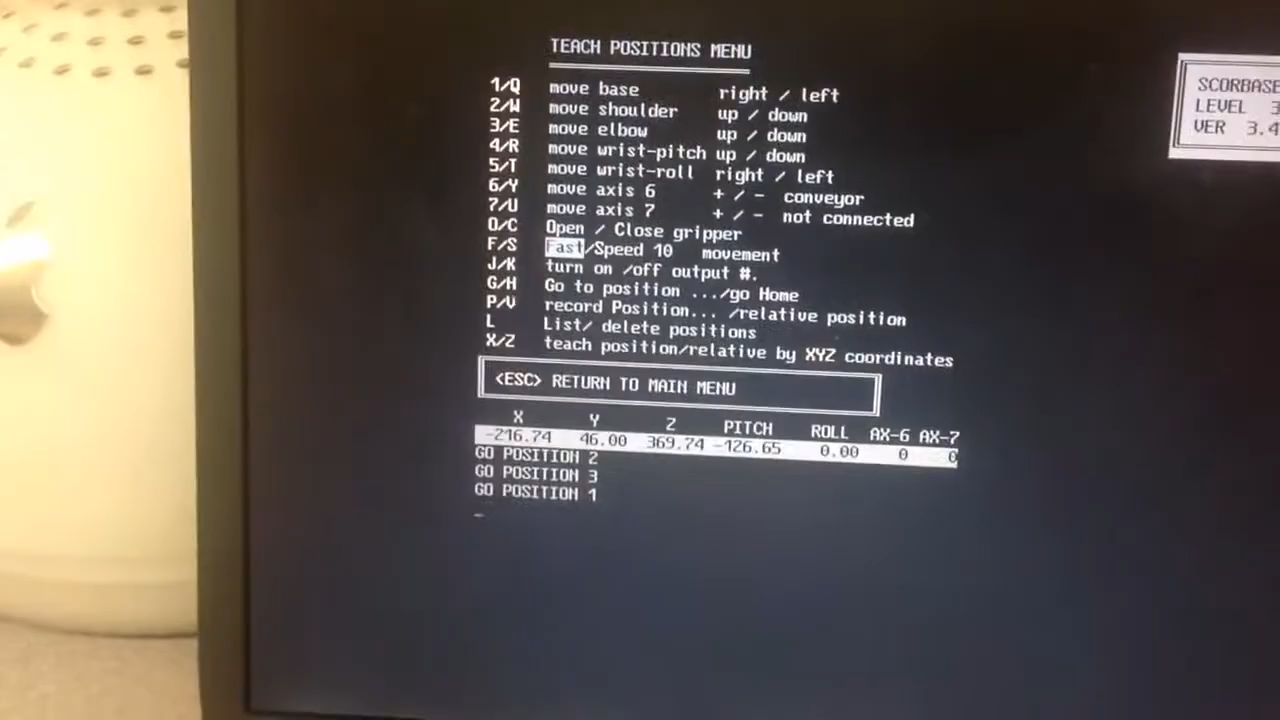 TEACH POSITIONS MENU
1/Q move base right / left
2/W move shoulder up / down
3/E move elbow up / down
4/R move wrist-pitch up / down
5/T move wrist-roll right / left
6/Y move axis 6 + / - conveyor
7/U move axis 7 + / - not connected
O/C Open / Close gripper
F/S Fast/Speed 10 movement
J/K turn on /off output #.
G/H Go to position .../go Home
P/V record Position... /relative position
L List/ delete positions
X/Z teach position/relative by XYZ coordinates
<ESC> RETURN TO MAIN MENU
X Y Z PITCH ROLL AX-6 AX-7
-216.74 46.00 369.74 -126.65 0.00 0 0
GO POSITION 2
GO POSITION 3
GO POSITION 1
_
SCORBASE
LEVEL 3
VER 3.4